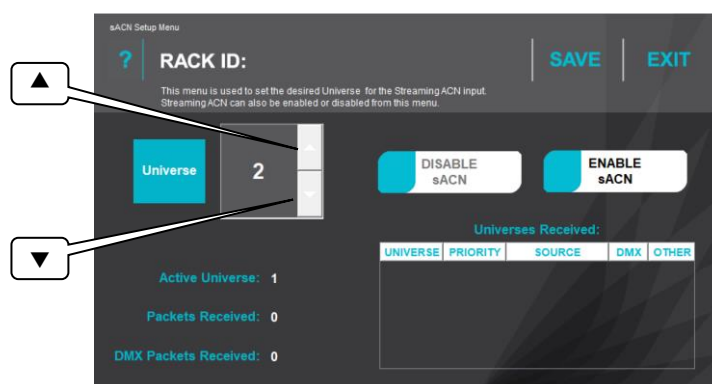 sACN Setup Menu
? RACK ID: SAVE EXIT
This menu is used to set the desired Universe for the Streaming ACN input.
Streaming ACN can also be enabled or disabled from this menu.
▲
Universe 2
DISABLE
sACN
ENABLE
sACN
▼
Universes Received:
UNIVERSE PRIORITY SOURCE DMX OTHER
Active Universe: 1
Packets Received: 0
DMX Packets Received: 0